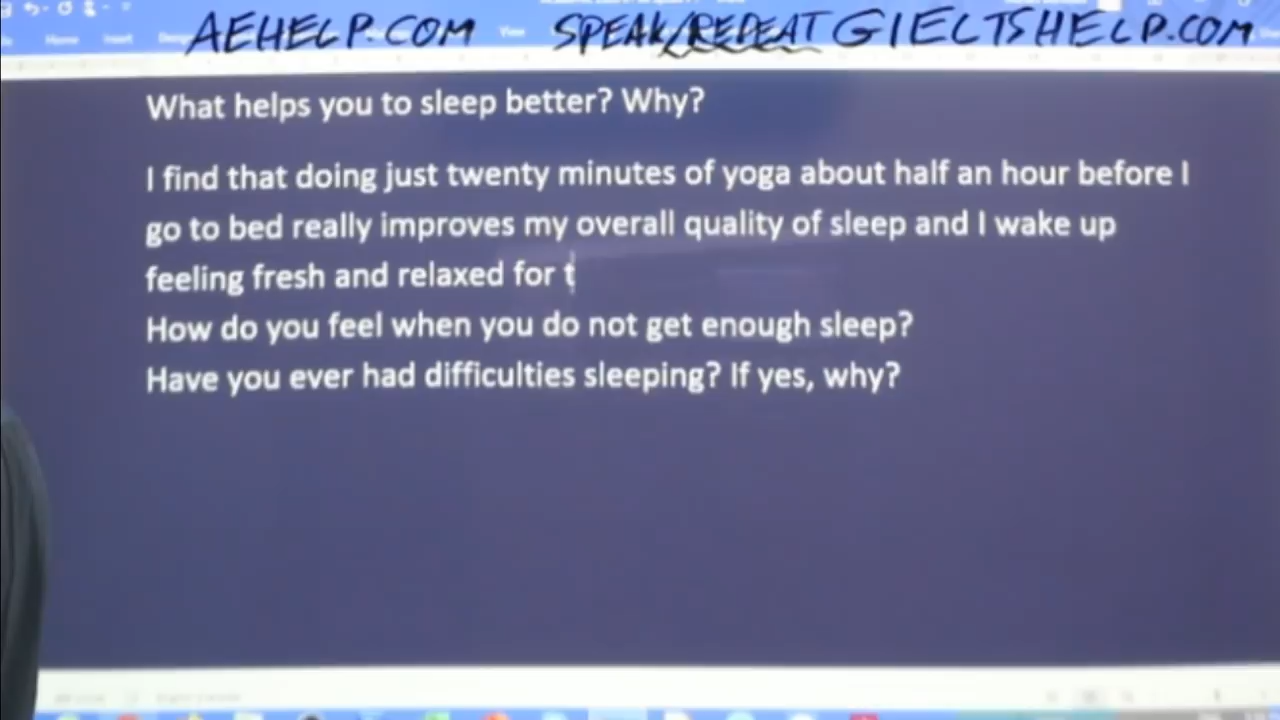 AEHELP.COM SPEAK/REPEAT GIELTSHELP.COM
Home Insert View
What helps you to sleep better? Why?
I find that doing just twenty minutes of yoga about half an hour before I
go to bed really improves my overall quality of sleep and I wake up
feeling fresh and relaxed for t
How do you feel when you do not get enough sleep?
Have you ever had difficulties sleeping? If yes, why?